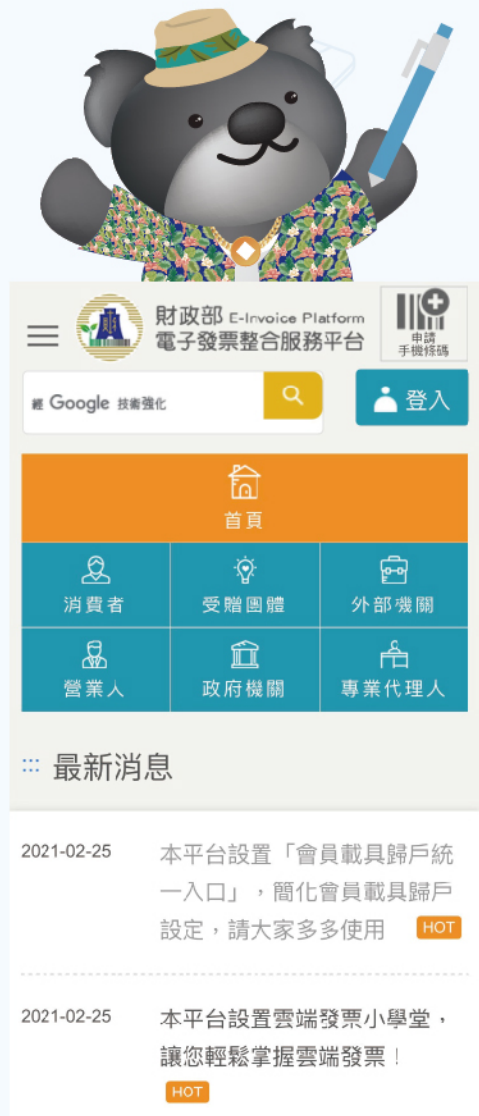 財政部 E-Invoice Platform
電子發票整合服務平台
申請
手機條碼
經 Google 技術強化
登入
首頁
消費者
受贈團體
外部機關
營業人
政府機關
專業代理人
最新消息
2021-02-25
本平台設置「會員載具歸戶統
一入口」，簡化會員載具歸戶
設定，請大家多多使用 HOT
2021-02-25
本平台設置雲端發票小學堂，
讓您輕鬆掌握雲端發票！
HOT